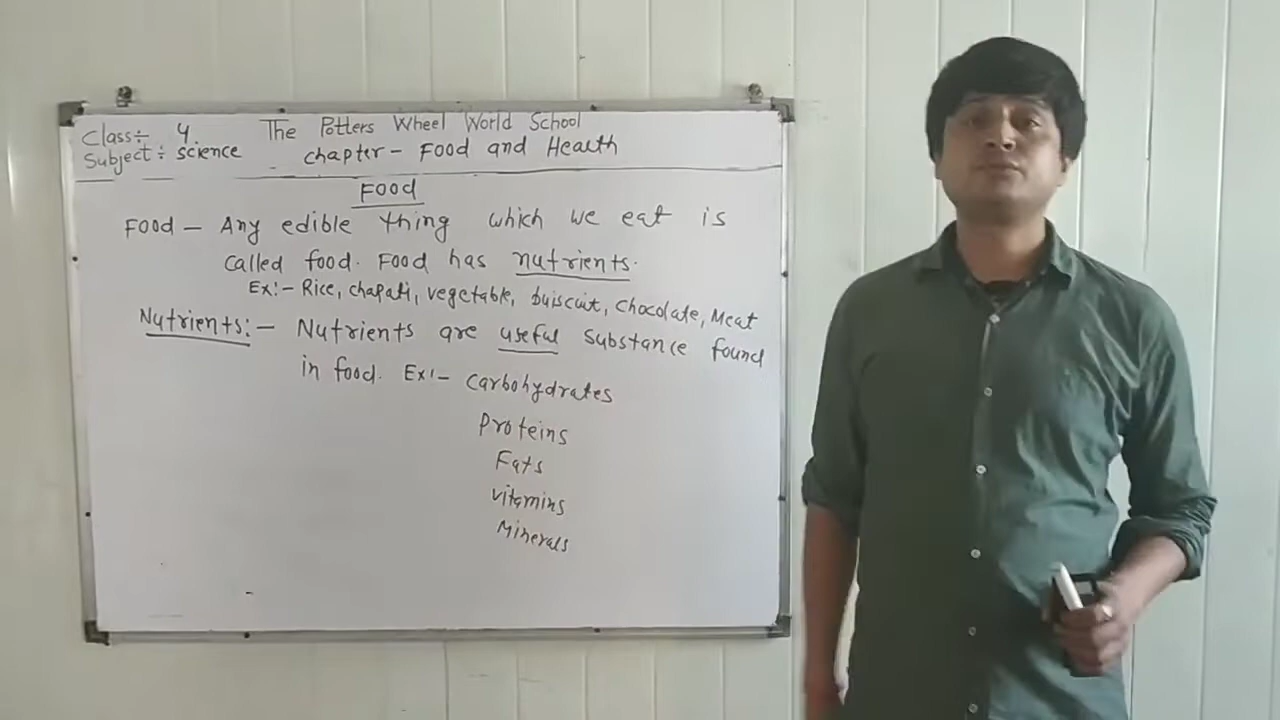 Class÷ 4. The Potters Wheel World School
Subject ÷ science chapter - Food and Health
Food
Food - Any edible thing which we eat is
called food. Food has nutrients.
Ex:- Rice, chapati, vegetable, buiscuit, chocolate, Meat
Nutrients:- Nutrients are useful substance found
in food. Ex:- carbohydrates
Proteins
Fats
vitamins
Minerals